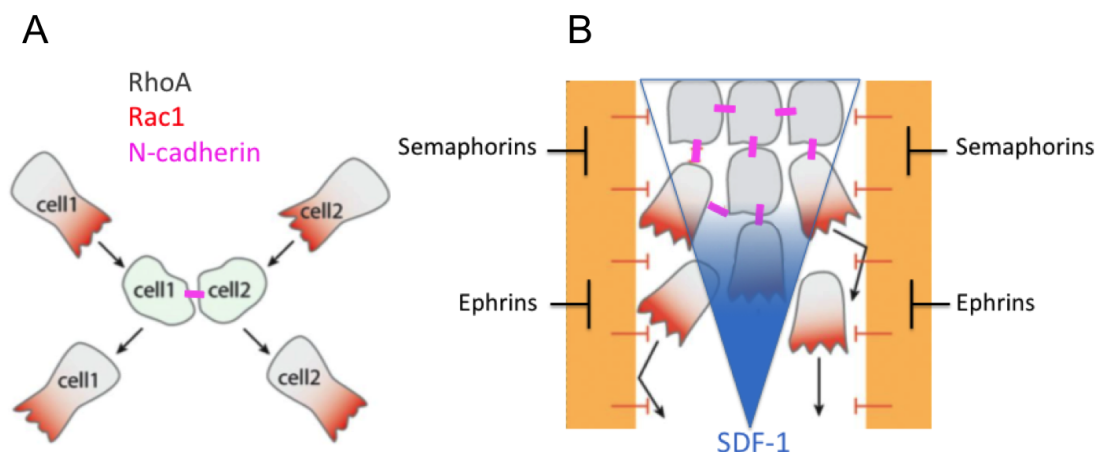 A
RhoA
Rac1
N-cadherin
cell1
cell2
cell1
cell2
cell1
cell2
B
Semaphorins
Semaphorins
Ephrins
Ephrins
SDF-1